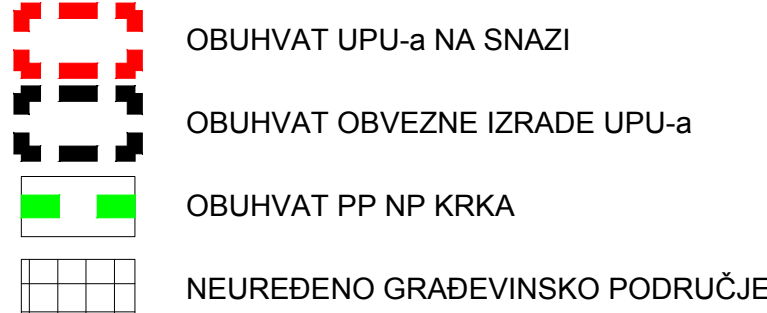 OBUHVAT UPU-a NA SNAZI
OBUHVAT OBVEZNE IZRADE UPU-a
OBUHVAT PP NP KRKA
NEUREĐENO GRAĐEVINSKO PODRUČJE